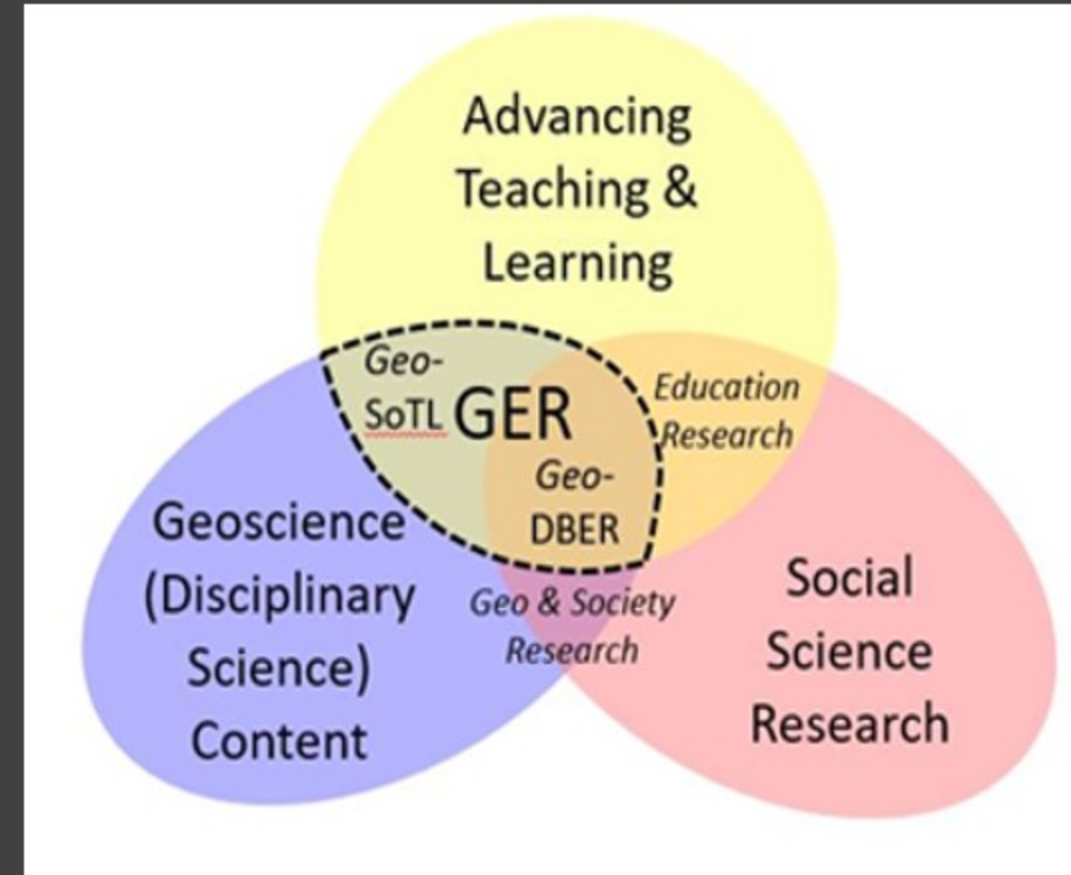 Advancing
Teaching &
Learning
Geo-
SoTL
GER
Geo-
DBER
Education
Research
Geoscience
(Disciplinary
Science)
Content
Geo & Society
Research
Social
Science
Research